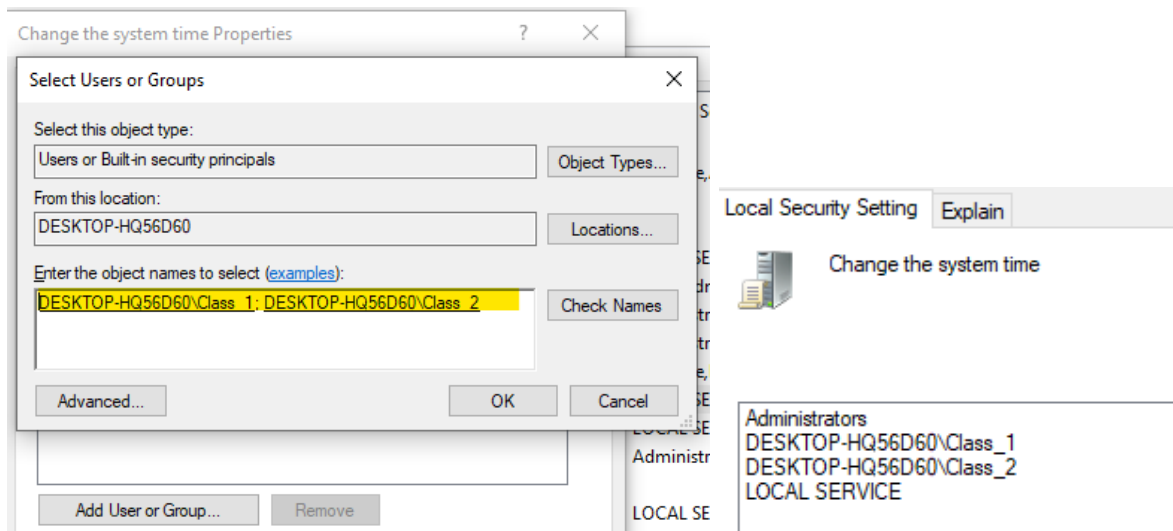 Change the system time Properties
?
Select Users or Groups
Select this object type:
Users or Built-in security principals
Object Types...
From this location:
DESKTOP-HQ56D60
Locations...
Enter the object names to select (examples):
DESKTOP-HQ56D60\Class_1; DESKTOP-HQ56D60\Class_2
Check Names
Advanced...
OK
Cancel
Administr
Add User or Group...
Remove
LOCAL SE
Local Security Setting
Explain
Change the system time
Administrators
DESKTOP-HQ56D60\Class_1
DESKTOP-HQ56D60\Class_2
LOCAL SERVICE